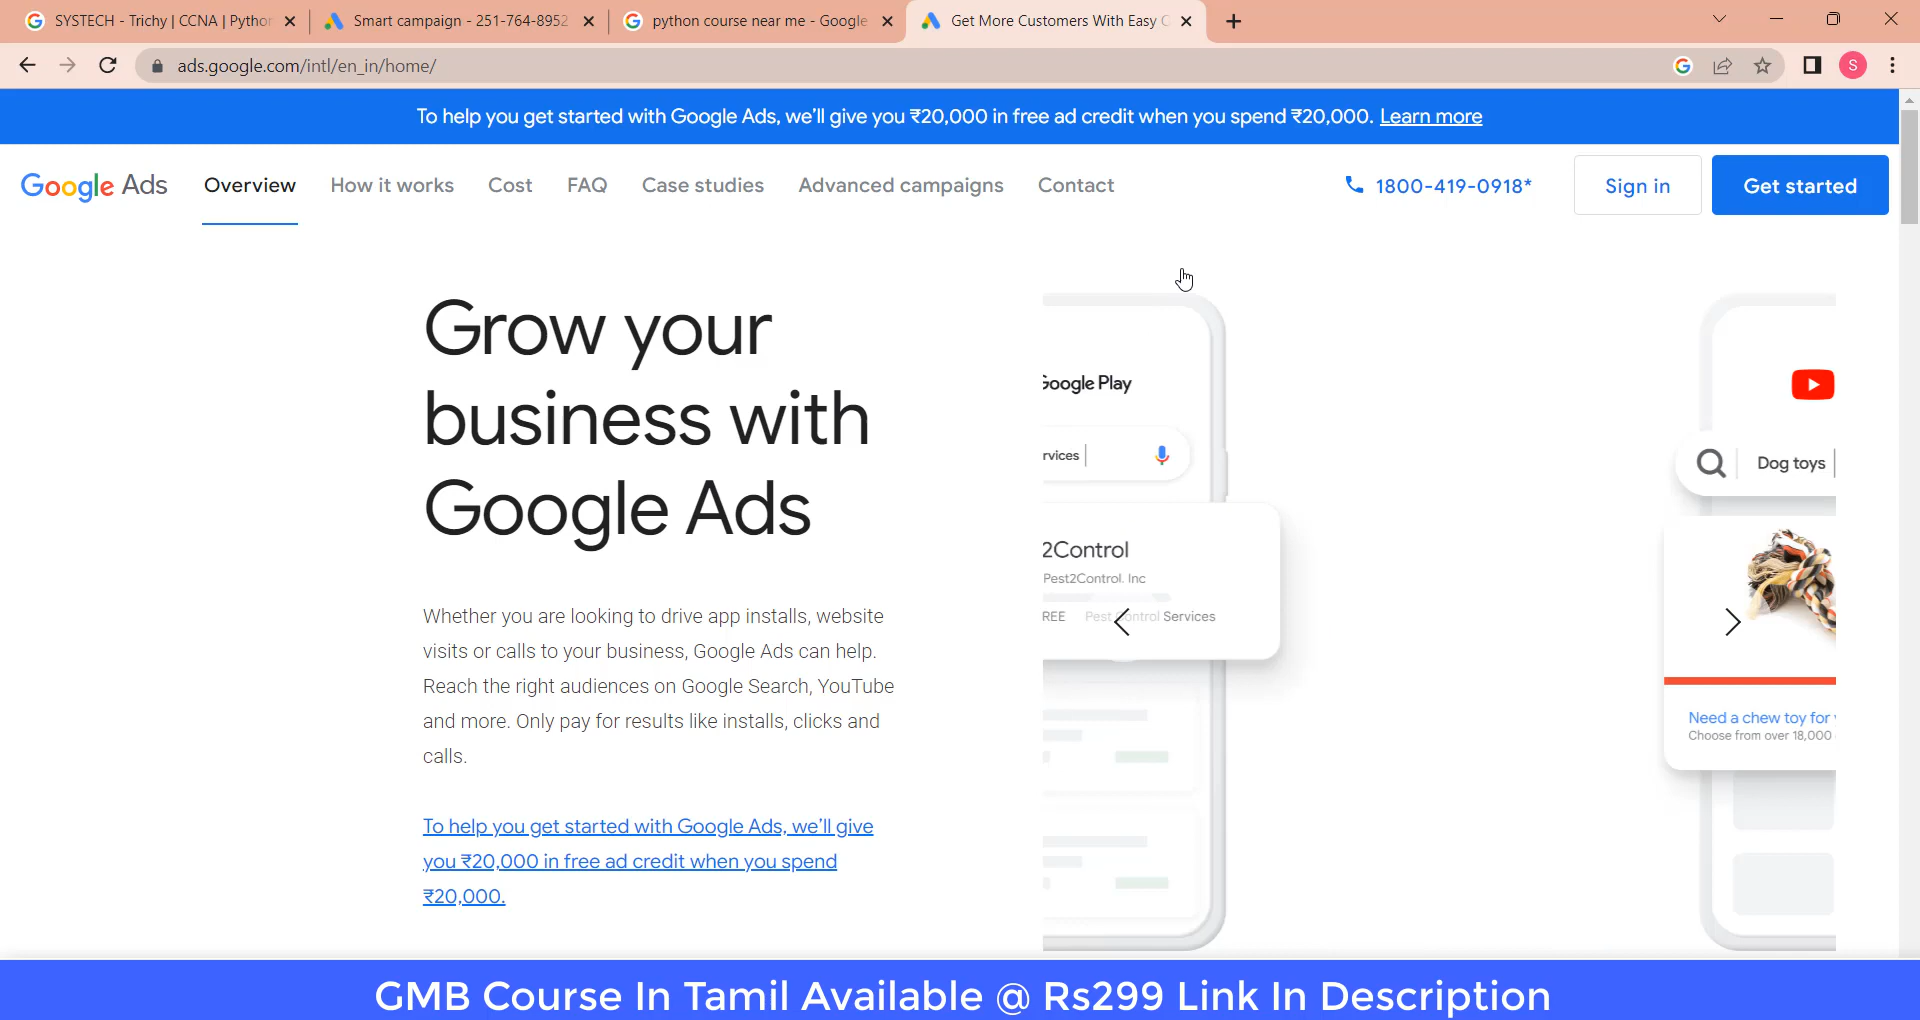 SYSTECH - Trichy | CCNA | Python
Smart campaign - 251-764-8952
python course near me - Google
Get More Customers With Easy
ads.google.com/intl/en_in/home/
S
To help you get started with Google Ads, we'll give you ₹20,000 in free ad credit when you spend ₹20,000. Learn more
Google Ads
Overview
How it works
Cost
FAQ
Case studies
Advanced campaigns
Contact
1800-419-0918*
Sign in
Get started
Grow your
business with
Google Ads
Whether you are looking to drive app installs, website
visits or calls to your business, Google Ads can help.
Reach the right audiences on Google Search, YouTube
and more. Only pay for results like installs, clicks and
calls.
To help you get started with Google Ads, we'll give
you ₹20,000 in free ad credit when you spend
₹20,000.
Google Play
rvices
2Control
Pest2Control. Inc
REE Pest Control Services
Dog toys
Need a chew toy for
Choose from over 18,000
GMB Course In Tamil Available @ Rs299 Link In Description